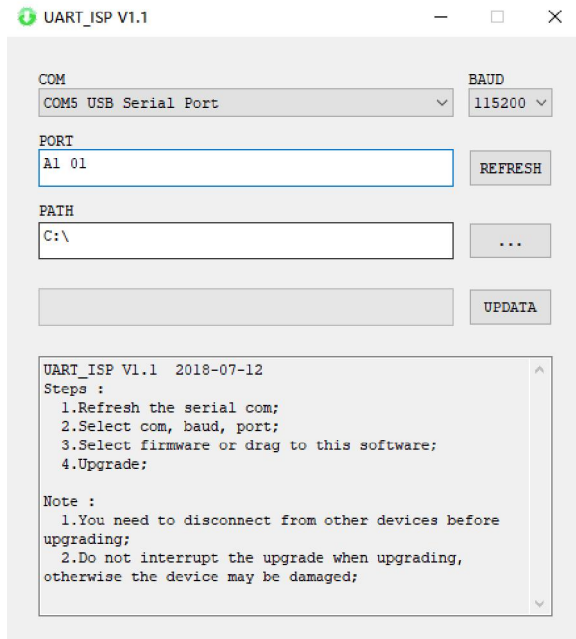 UART_ISP V1.1
COM
BAUD
COM5 USB Serial Port
115200
PORT
A1 01
REFRESH
PATH
C:\
...
UPDATA
UART_ISP V1.1  2018-07-12
Steps :
  1.Refresh the serial com;
  2.Select com, baud, port;
  3.Select firmware or drag to this software;
  4.Upgrade;
Note :
  1.You need to disconnect from other devices before
upgrading;
  2.Do not interrupt the upgrade when upgrading,
otherwise the device may be damaged;